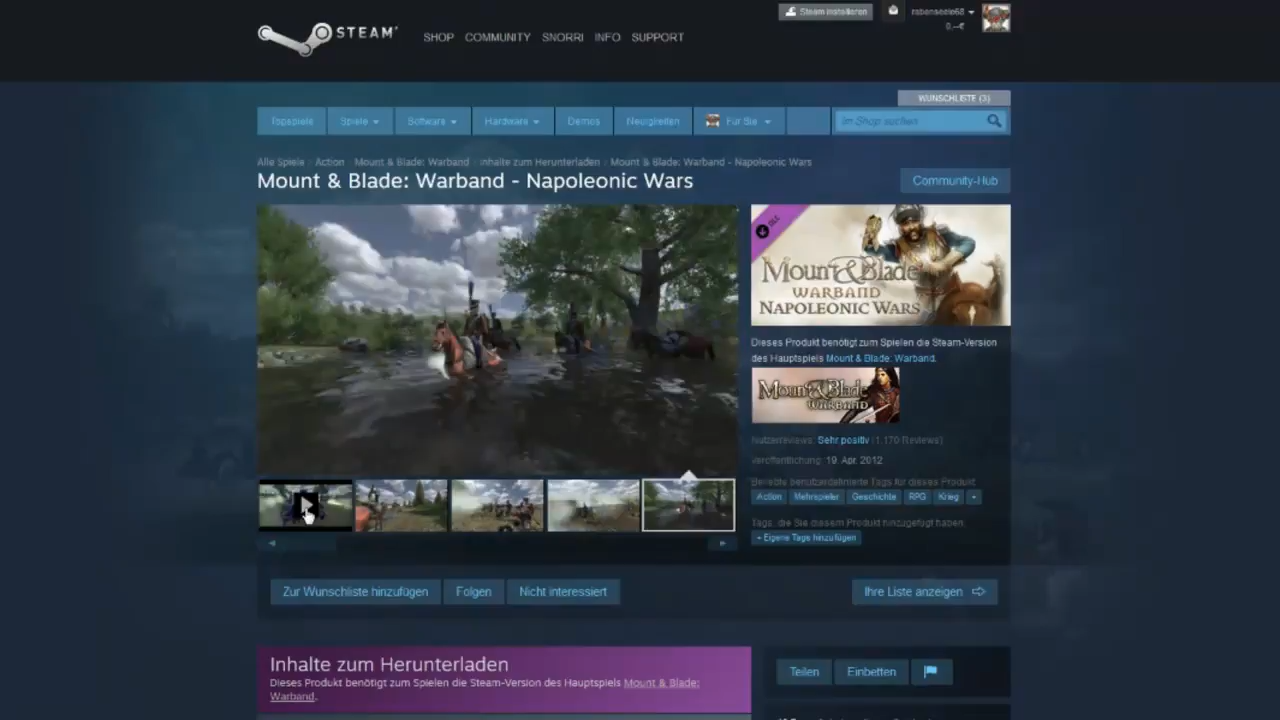 STEAM
Steam installieren
rabenseele68
SHOP COMMUNITY SNORRI INFO SUPPORT
WUNSCHLISTE (3)
Topspiele Spiele Software Hardware Demos Neuigkeiten Für Sie
Im Shop suchen
Alle Spiele Action Mount & Blade: Warband Inhalte zum Herunterladen Mount & Blade: Warband - Napoleonic Wars
Mount & Blade: Warband - Napoleonic Wars
Community-Hub
DLC
Mount & Blade
WARBAND
NAPOLEONIC WARS
Dieses Produkt benötigt zum Spielen die Steam-Version
des Hauptspiels Mount & Blade: Warband.
Mount & Blade
WARBAND
Nutzerreviews: Sehr positiv (1,170 Reviews)
Veröffentlichung: 19. Apr. 2012
Beliebte benutzerdefinierte Tags für dieses Produkt:
Action Mehrspieler Geschichte RPG Krieg +
Tags, die Sie diesem Produkt hinzugefügt haben:
+ Eigene Tags hinzufügen
Zur Wunschliste hinzufügen Folgen Nicht interessiert Ihre Liste anzeigen
Inhalte zum Herunterladen
Dieses Produkt benötigt zum Spielen die Steam-Version des Hauptspiels Mount & Blade:
Warband.
Teilen Einbetten